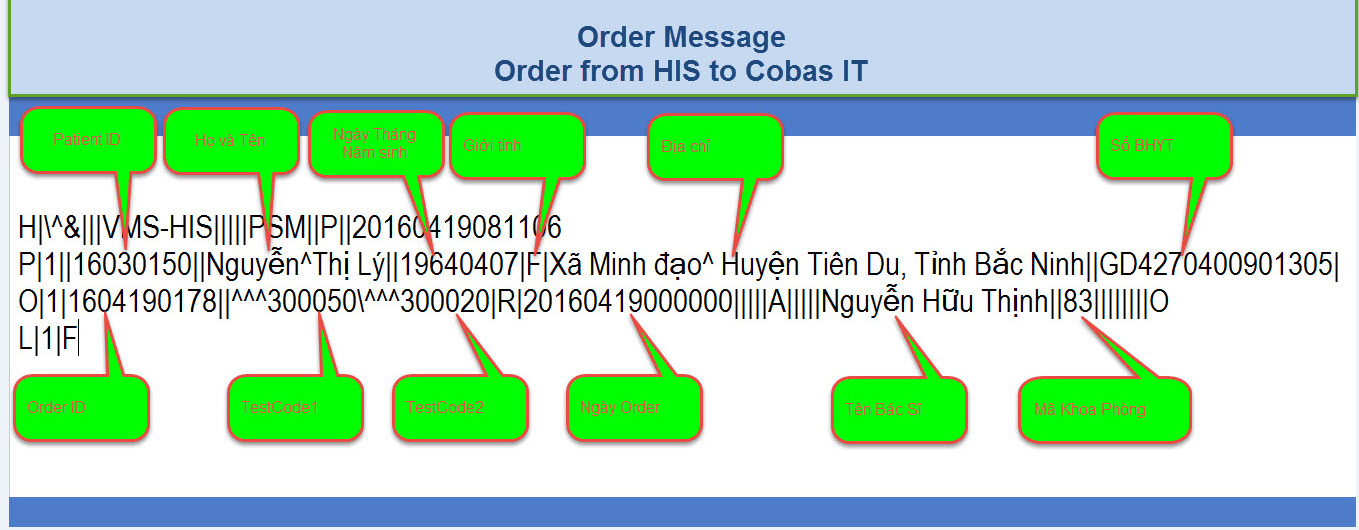 Order Message
Order from HIS to Cobas IT
Patient ID
Họ và Tên
Ngày Tháng
Năm sinh
Giới tính
Địa chỉ
Số BHYT
H|\^&|||VMS-HIS|||||PSM||P||20160419081106
P|1||16030150||Nguyễn^Thị Lý||19640407|F|Xã Minh đạo^ Huyện Tiên Du, Tỉnh Bắc Ninh||GD4270400901305|
O|1|1604190178||^^^300050\^^^300020|R|20160419000000|||||A|||||Nguyễn Hữu Thịnh||83||||||||O
L|1|F
Order ID
TestCode1
TestCode2
Ngày Order
Tên Bác Sĩ
Mã Khoa Phòng